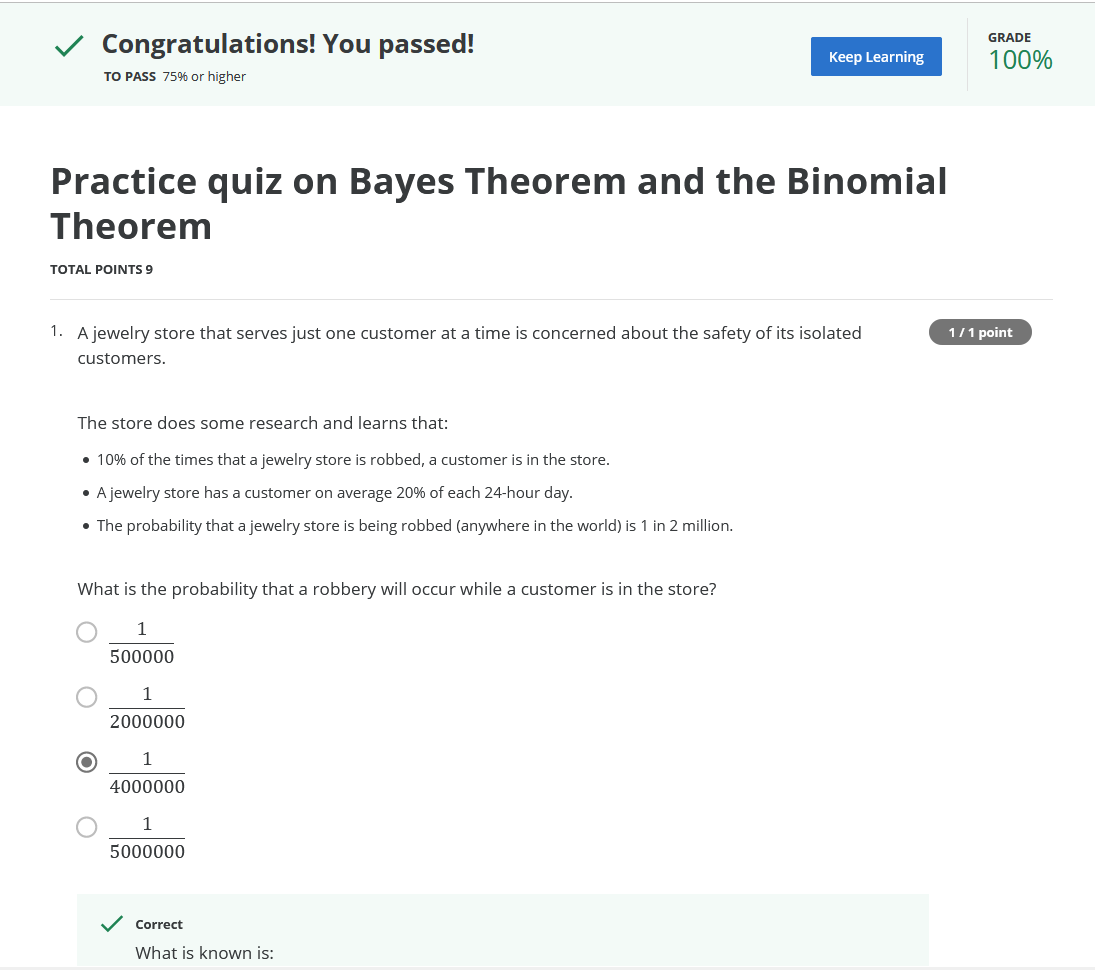 Congratulations! You passed!
TO PASS 75% or higher
Keep Learning
GRADE
100%
Practice quiz on Bayes Theorem and the Binomial
Theorem
TOTAL POINTS 9
1. A jewelry store that serves just one customer at a time is concerned about the safety of its isolated
customers.
1 / 1 point
The store does some research and learns that:
• 10% of the times that a jewelry store is robbed, a customer is in the store.
• A jewelry store has a customer on average 20% of each 24-hour day.
• The probability that a jewelry store is being robbed (anywhere in the world) is 1 in 2 million.
What is the probability that a robbery will occur while a customer is in the store?
1
500000
1
2000000
1
4000000
1
5000000
Correct
What is known is: